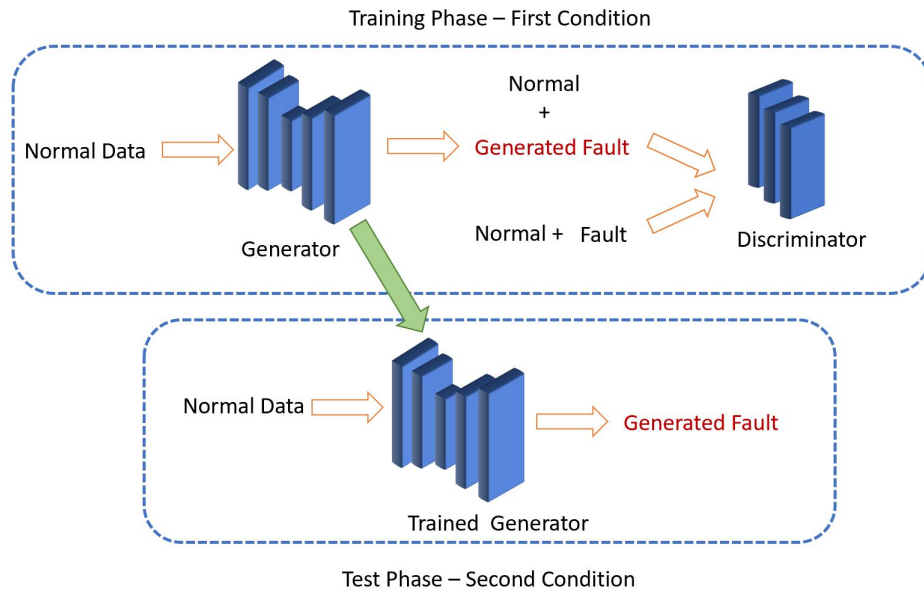 Training Phase – First Condition
Normal Data
Generator
Normal
+
Generated Fault
Normal + Fault
Discriminator
Normal Data
Trained Generator
Generated Fault
Test Phase – Second Condition